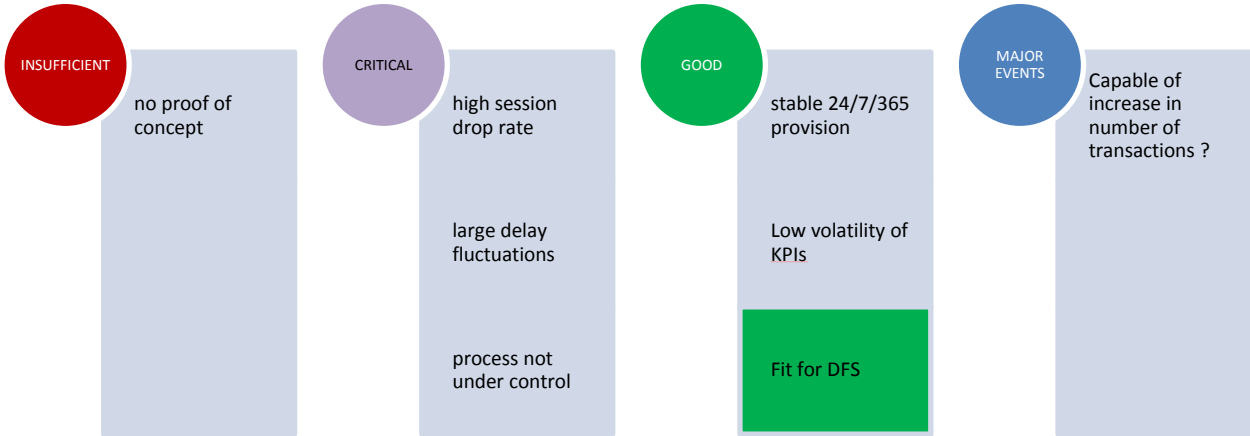 INSUFFICIENT
no proof of
concept
CRITICAL
high session
drop rate
large delay
fluctuations
process not
under control
GOOD
stable 24/7/365
provision
Low volatility of
KPIs
Fit for DFS
MAJOR
EVENTS
Capable of
increase in
number of
transactions ?